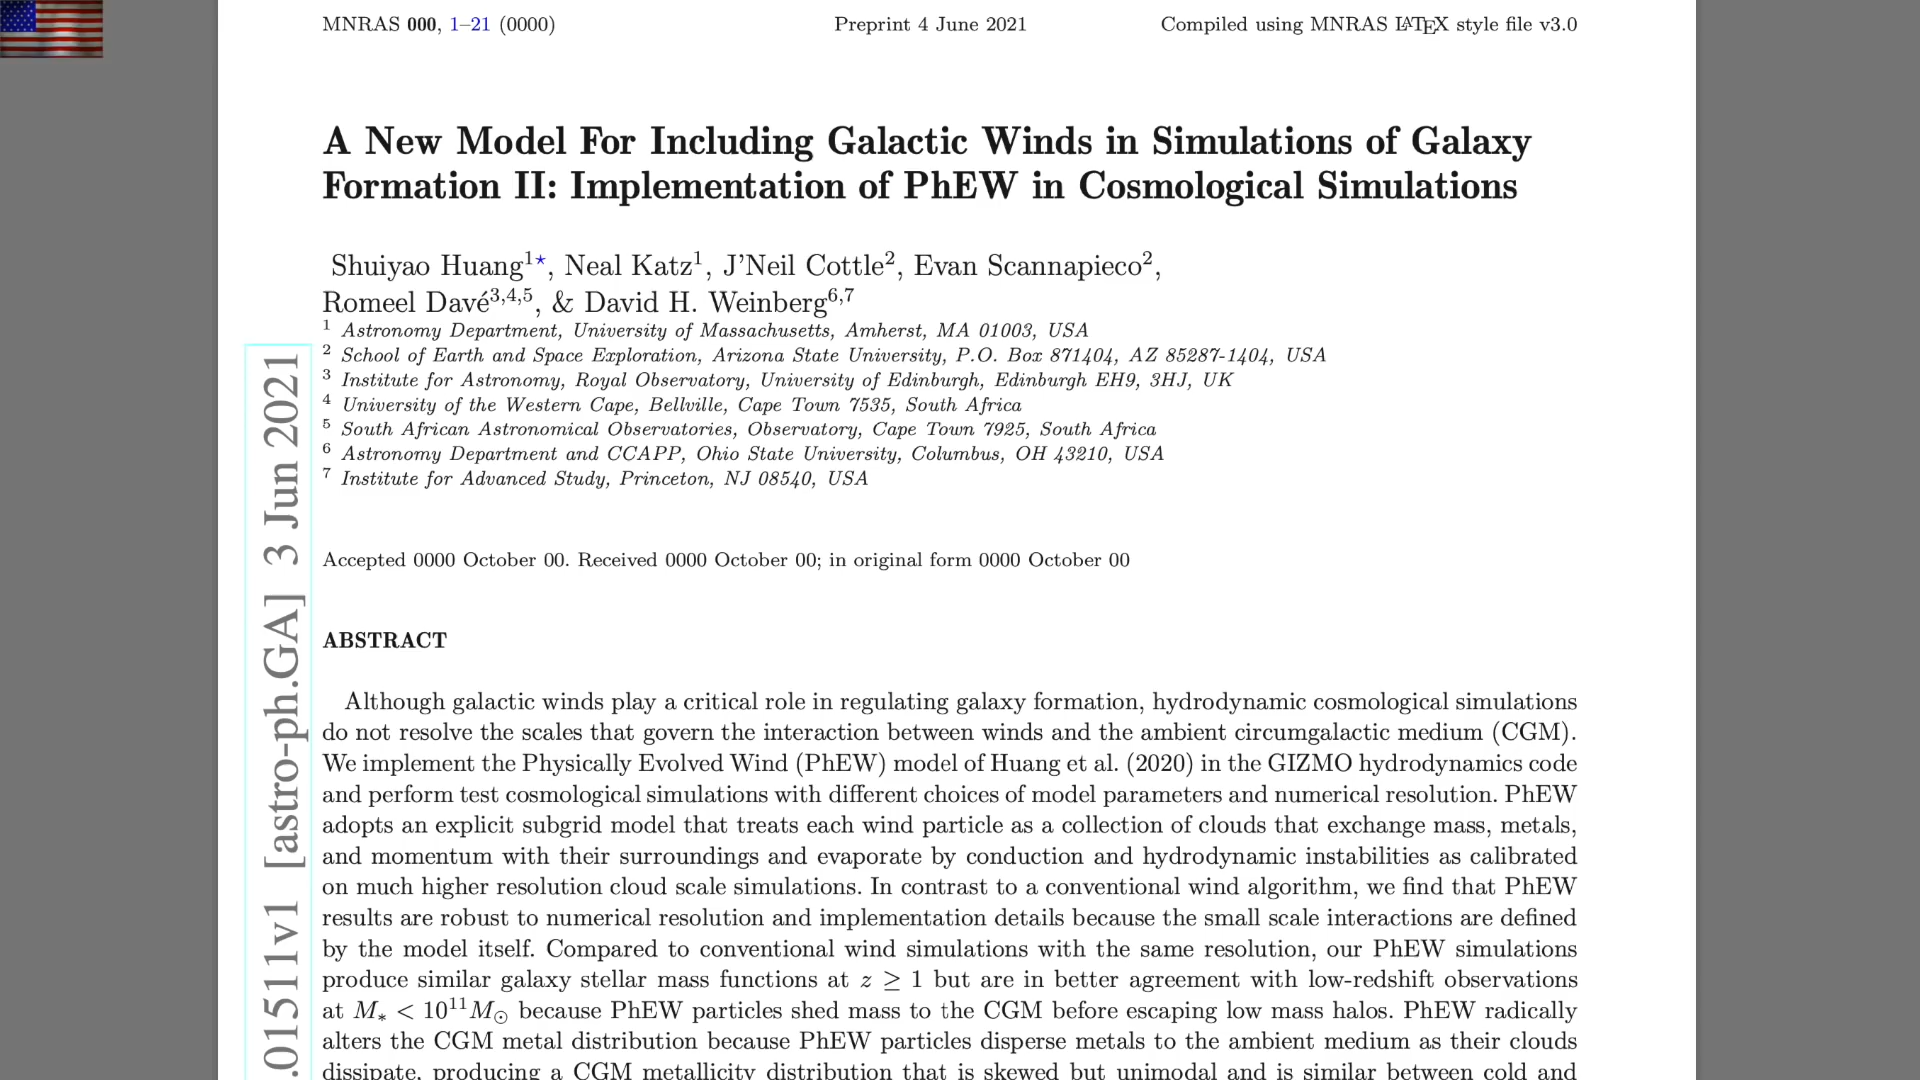 MNRAS 000, 1–21 (0000)
Preprint 4 June 2021
Compiled using MNRAS LATEX style file v3.0
A New Model For Including Galactic Winds in Simulations of Galaxy
Formation II: Implementation of PhEW in Cosmological Simulations
Shuiyao Huang1⋆, Neal Katz1, J’Neil Cottle2, Evan Scannapieco2,
Romeel Davé3,4,5, & David H. Weinberg6,7
1 Astronomy Department, University of Massachusetts, Amherst, MA 01003, USA
2 School of Earth and Space Exploration, Arizona State University, P.O. Box 871404, AZ 85287-1404, USA
3 Institute for Astronomy, Royal Observatory, University of Edinburgh, Edinburgh EH9, 3HJ, UK
4 University of the Western Cape, Bellville, Cape Town 7535, South Africa
5 South African Astronomical Observatories, Observatory, Cape Town 7925, South Africa
6 Astronomy Department and CCAPP, Ohio State University, Columbus, OH 43210, USA
7 Institute for Advanced Study, Princeton, NJ 08540, USA
Accepted 0000 October 00. Received 0000 October 00; in original form 0000 October 00
ABSTRACT
Although galactic winds play a critical role in regulating galaxy formation, hydrodynamic cosmological simulations
do not resolve the scales that govern the interaction between winds and the ambient circumgalactic medium (CGM).
We implement the Physically Evolved Wind (PhEW) model of Huang et al. (2020) in the GIZMO hydrodynamics code
and perform test cosmological simulations with different choices of model parameters and numerical resolution. PhEW
adopts an explicit subgrid model that treats each wind particle as a collection of clouds that exchange mass, metals,
and momentum with their surroundings and evaporate by conduction and hydrodynamic instabilities as calibrated
on much higher resolution cloud scale simulations. In contrast to a conventional wind algorithm, we find that PhEW
results are robust to numerical resolution and implementation details because the small scale interactions are defined
by the model itself. Compared to conventional wind simulations with the same resolution, our PhEW simulations
produce similar galaxy stellar mass functions at z ≥ 1 but are in better agreement with low-redshift observations
at M∗ < 10^11 M⊙ because PhEW particles shed mass to the CGM before escaping low mass halos. PhEW radically
alters the CGM metal distribution because PhEW particles disperse metals to the ambient medium as their clouds
dissipate, producing a CGM metallicity distribution that is skewed but unimodal and is similar between cold and
.01511v1 [astro-ph.GA] 3 Jun 2021